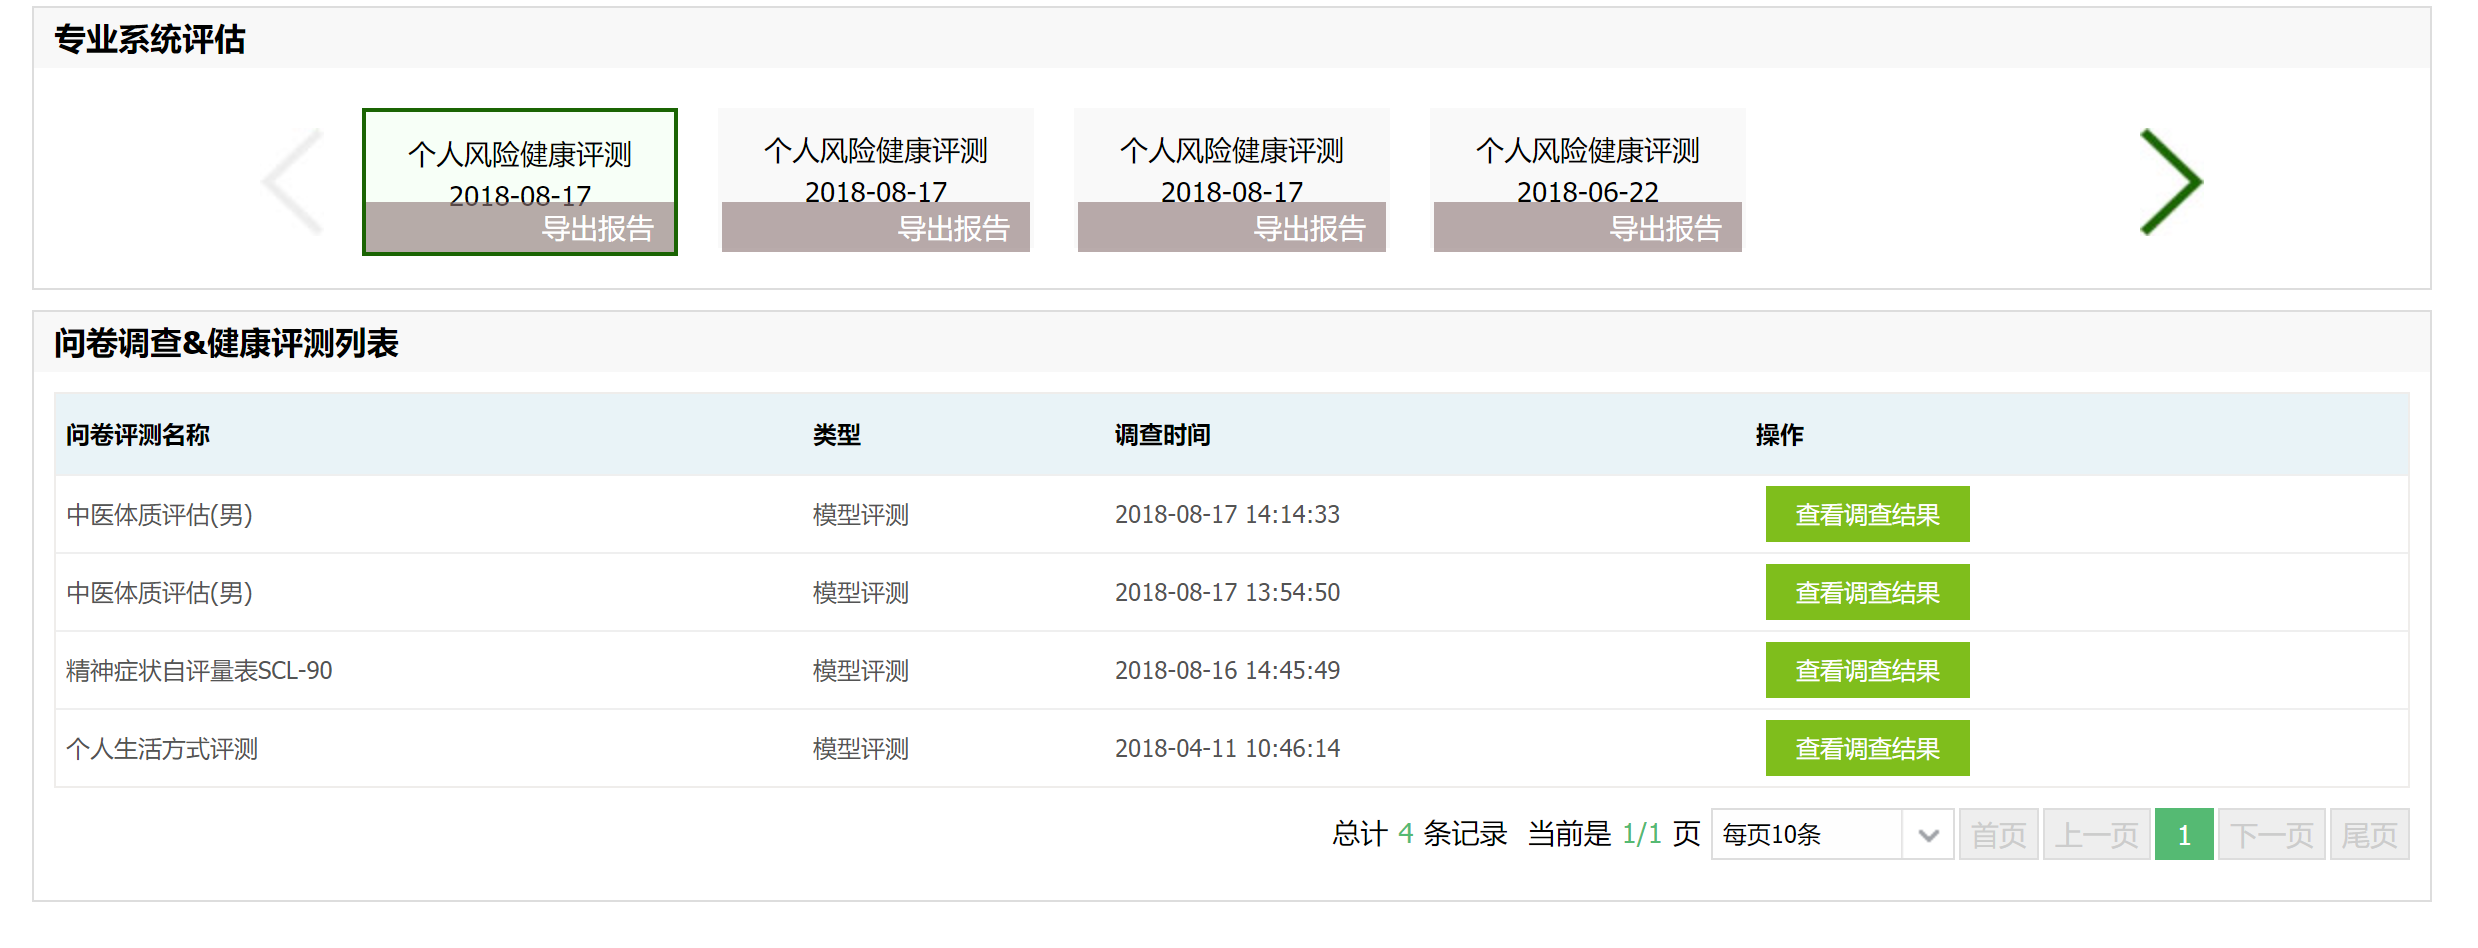 专业系统评估
个人风险健康评测 个人风险健康评测 个人风险健康评测 个人风险健康评测
2018-08-17 2018-08-17 2018-08-17 2018-06-22
导出报告 导出报告 导出报告 导出报告
问卷调查&健康评测列表
问卷评测名称 类型 调查时间 操作
中医体质评估(男) 模型评测 2018-08-17 14:14:33 查看调查结果
中医体质评估(男) 模型评测 2018-08-17 13:54:50 查看调查结果
精神症状自评量表SCL-90 模型评测 2018-08-16 14:45:49 查看调查结果
个人生活方式评测 模型评测 2018-04-11 10:46:14 查看调查结果
总计 4 条记录 当前是 1/1 页 每页10条 首页 上一页 1 下一页 尾页